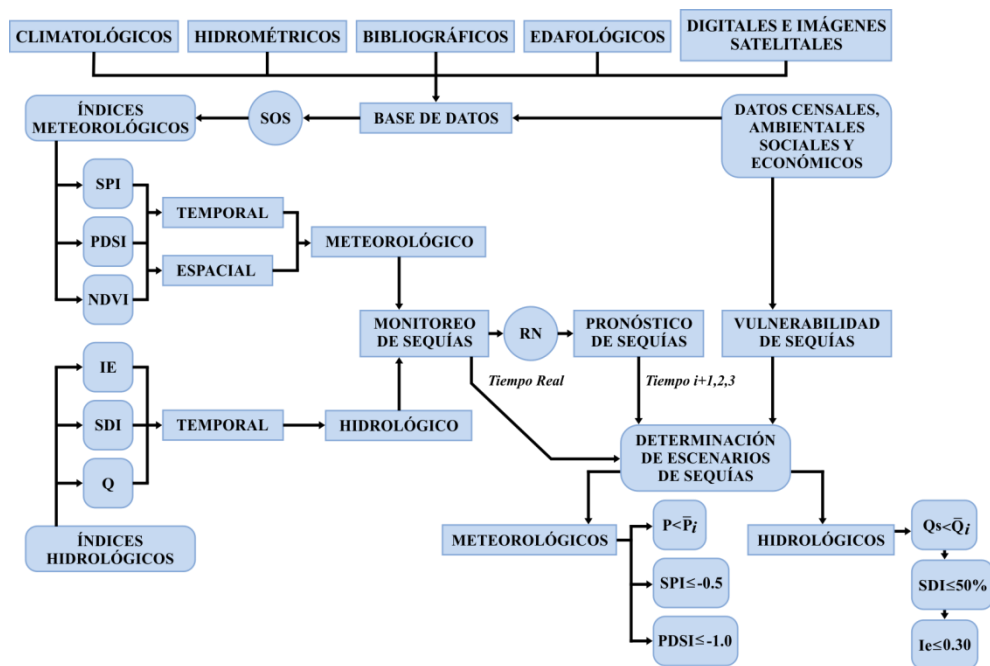 CLIMATOLÓGICOS
HIDROMÉTRICOS
BIBLIOGRÁFICOS
EDAFOLÓGICOS
DIGITALES E IMÁGENES
SATELITALES
ÍNDICES
METEOROLÓGICOS
SOS
BASE DE DATOS
DATOS CENSALES,
AMBIENTALES
SOCIALES Y
ECONÓMICOS
SPI
PDSI
NDVI
TEMPORAL
ESPACIAL
METEOROLÓGICO
MONITOREO
DE SEQUÍAS
RN
PRONÓSTICO
DE SEQUÍAS
VULNERABILIDAD
DE SEQUÍAS
Tiempo Real
Tiempo i+1,2,3
IE
SDI
Q
TEMPORAL
HIDROLÓGICO
ÍNDICES
HIDROLÓGICOS
DETERMINACIÓN
DE ESCENARIOS
DE SEQUÍAS
METEOROLÓGICOS
P<P̅i
SPI≤-0.5
PDSI≤-1.0
HIDROLÓGICOS
Qs<Q̅i
SDI≤50%
Ie≤0.30